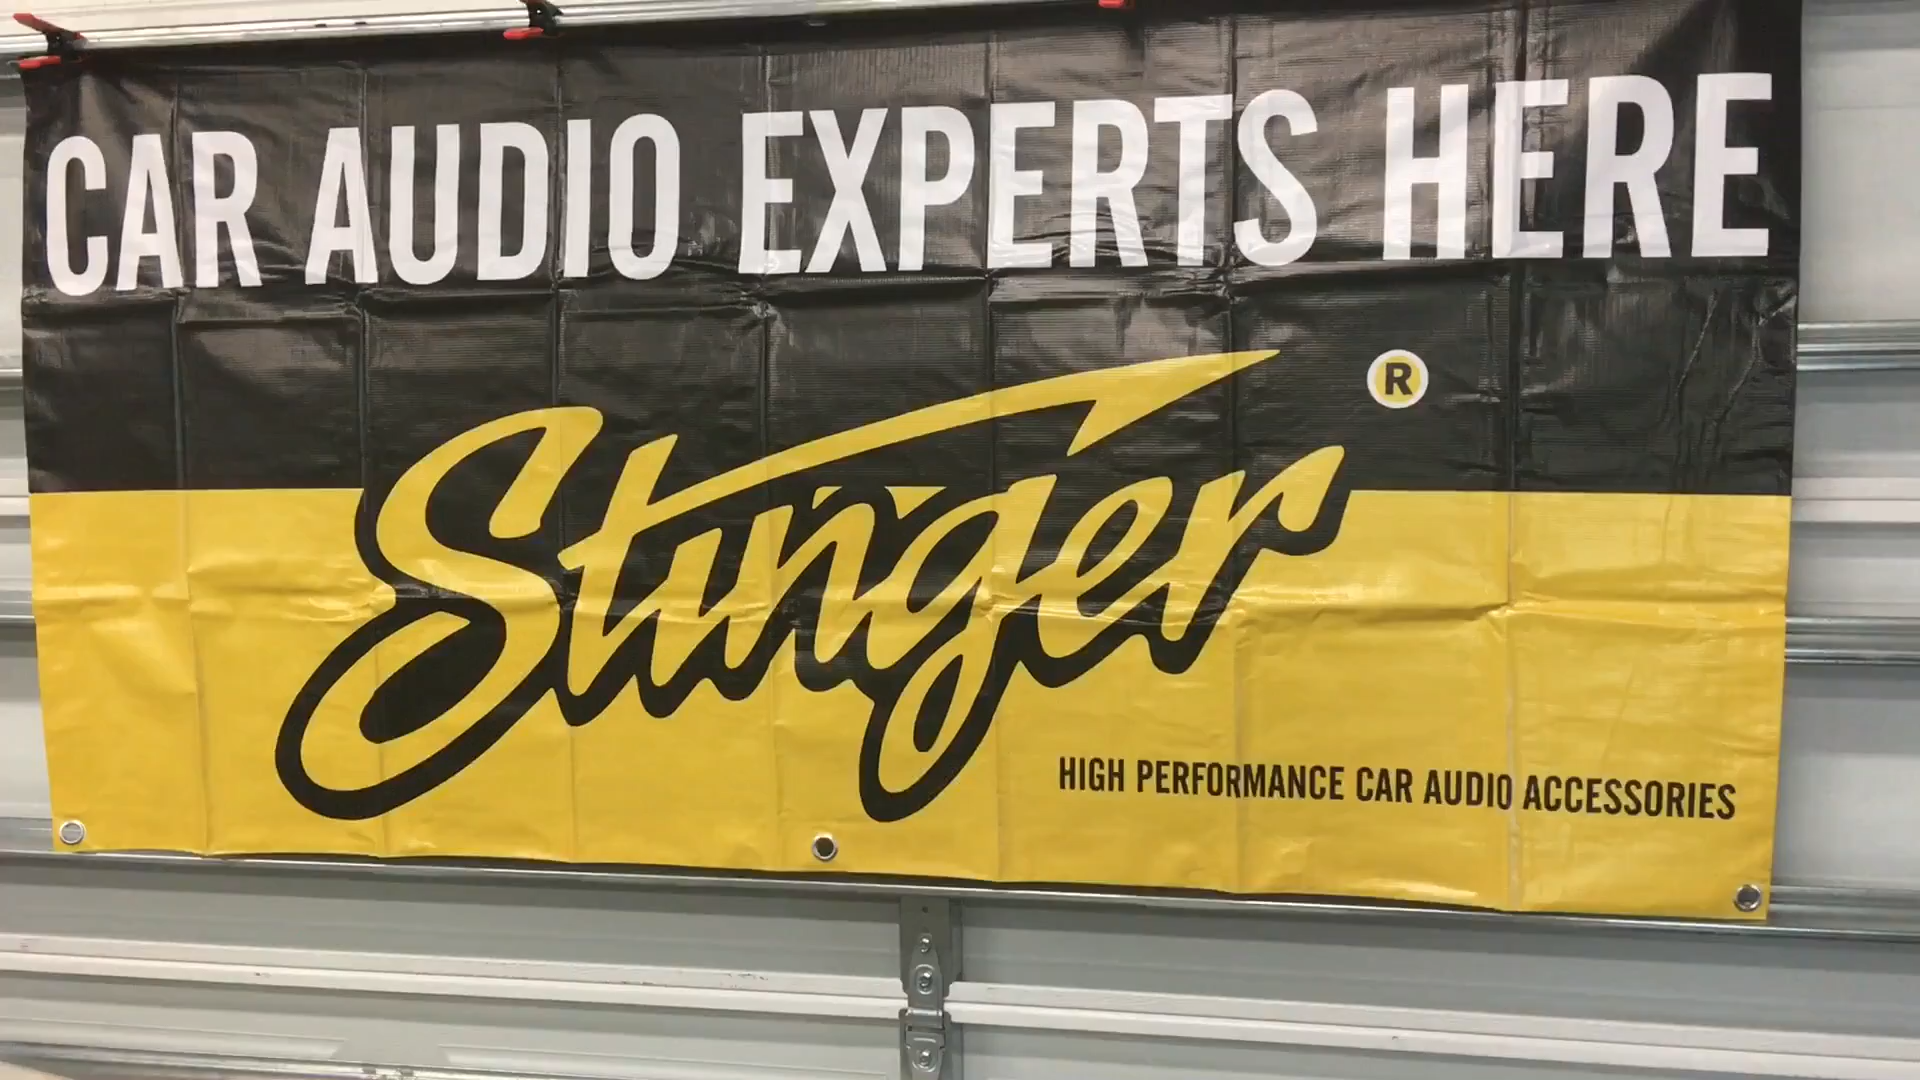 CAR AUDIO EXPERTS HERE
Stinger ®
HIGH PERFORMANCE CAR AUDIO ACCESSORIES